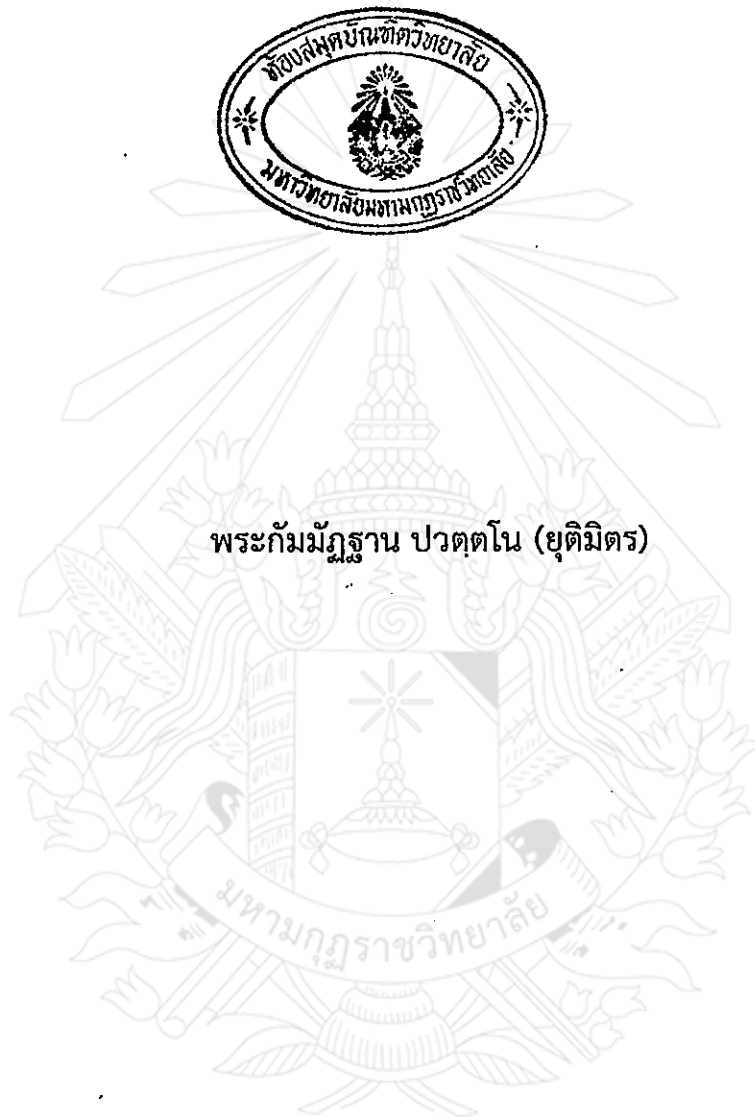 ห้องสมุดบัณฑิตวิทยาลัย
มหาวิทยาลัยมหามกุฏราชวิทยาลัย
พระกัมมัฏฐาน ปวตฺตโน (ยุติมิตร)
มหามกุฏราชวิทยาลัย